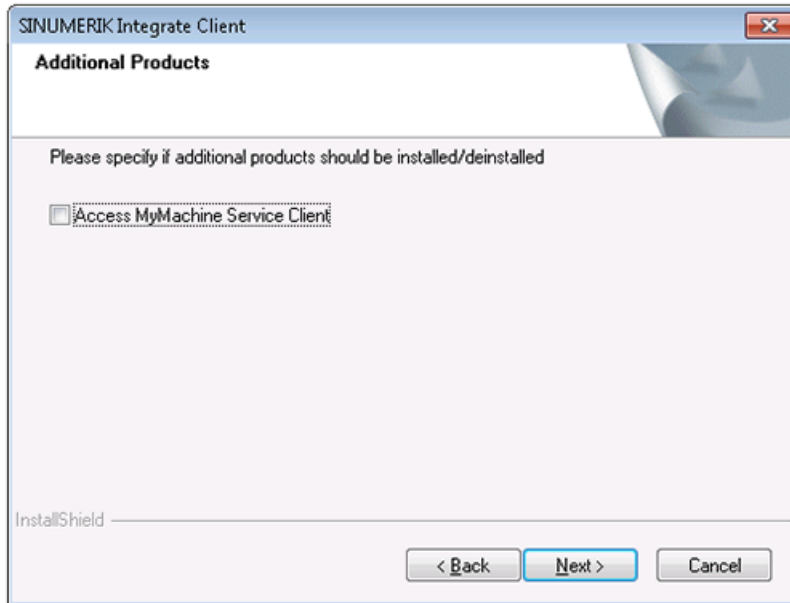 SINUMERIK Integrate Client
Additional Products
Please specify if additional products should be installed/deinstalled
Access MyMachine Service Client
InstallShield
< Back Next > Cancel